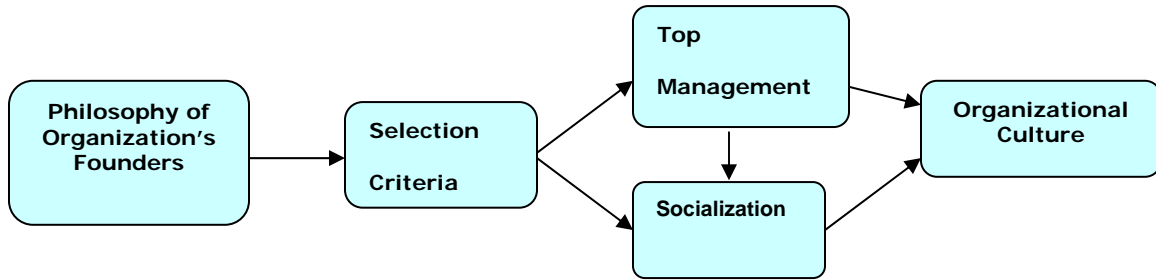 Philosophy of
Organization's
Founders
Selection
Criteria
Top
Management
Socialization
Organizational
Culture